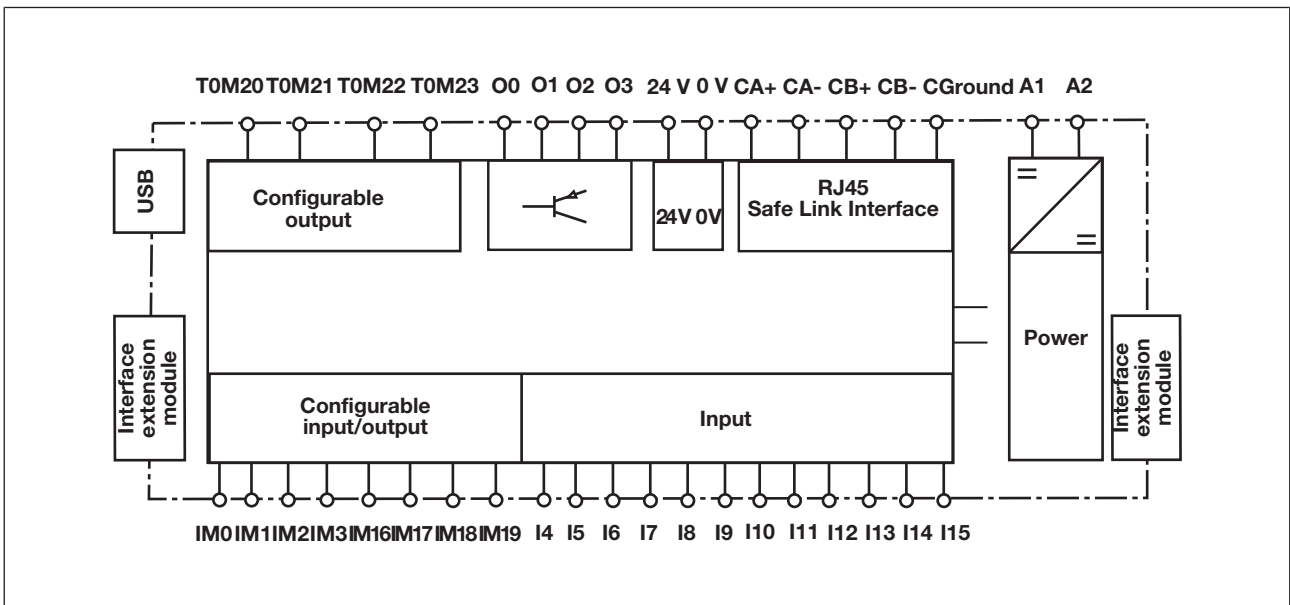 T0M20 T0M21 T0M22 T0M23 O0 O1 O2 O3 24 V 0 V CA+ CA- CB+ CB- CGround A1 A2
USB
Configurable
output
24V 0V
RJ45
Safe Link Interface
Interface
extension
module
Power
Interface
extension
module
Configurable
input/output
Input
IM0 IM1 IM2 IM3 IM16 IM17 IM18 IM19 I4 I5 I6 I7 I8 I9 I10 I11 I12 I13 I14 I15